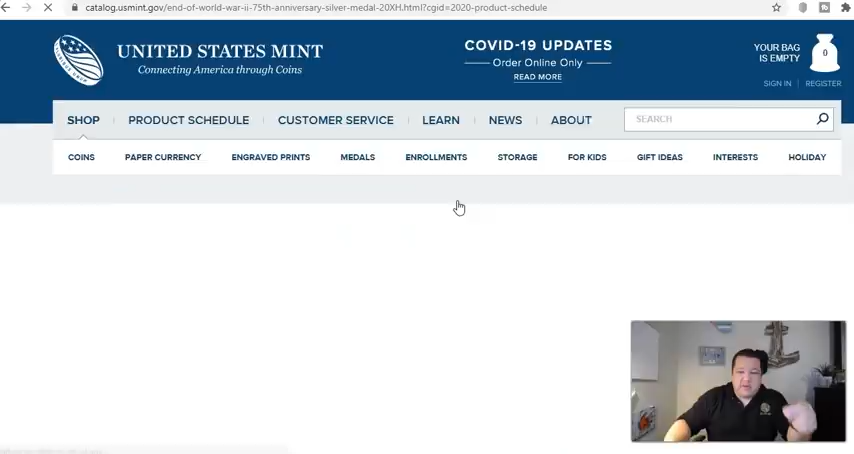 catalog.usmint.gov/end-of-world-war-ii-75th-anniversary-silver-medal-20XH.html?cgid=2020-product-schedule
UNITED STATES MINT
Connecting America through Coins
COVID-19 UPDATES
Order Online Only
READ MORE
YOUR BAG
IS EMPTY
0
SIGN IN | REGISTER
SHOP PRODUCT SCHEDULE CUSTOMER SERVICE LEARN NEWS ABOUT SEARCH
COINS PAPER CURRENCY ENGRAVED PRINTS MEDALS ENROLLMENTS STORAGE FOR KIDS GIFT IDEAS INTERESTS HOLIDAY